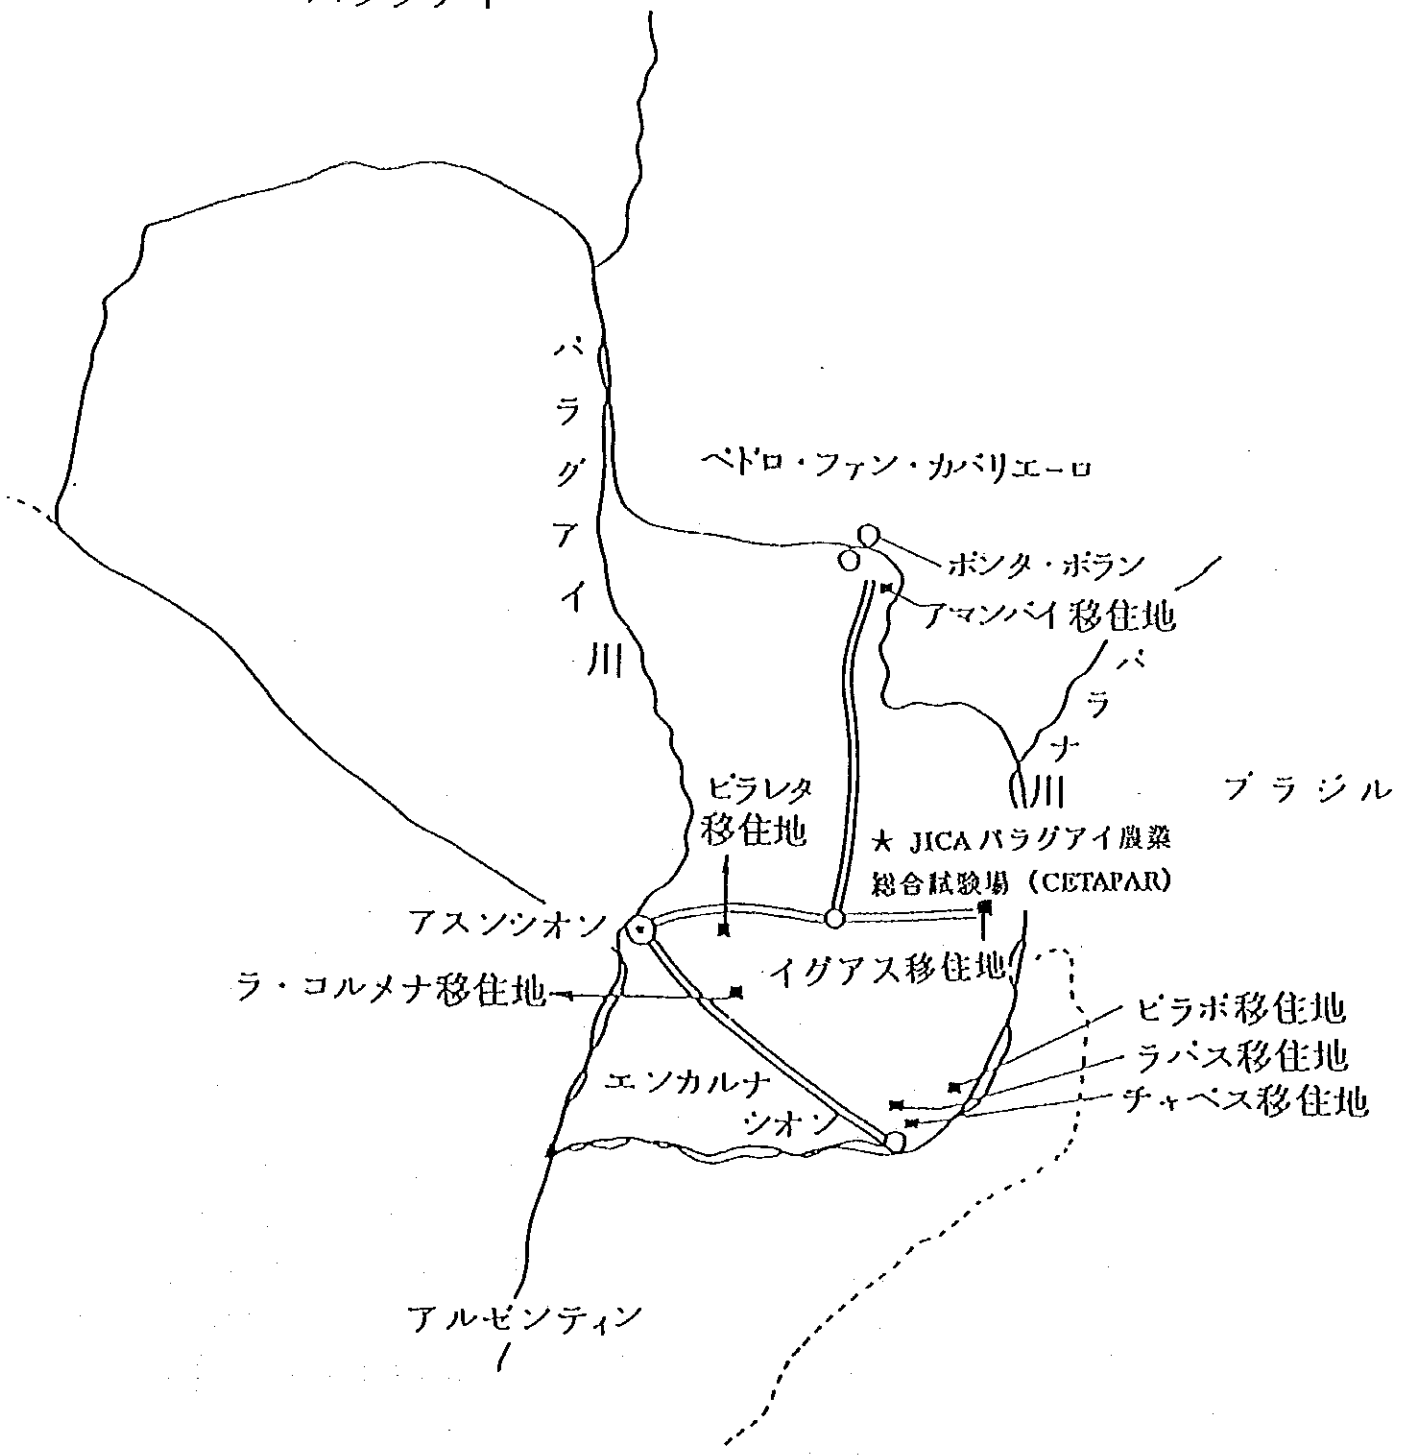 パラグアイ
パラグアイ川
ペドロ・ファン・カバリエーロ
ポンタ・ポラン
アマンバイ移住地
パラナ川
ブラジル
ピラレタ
移住地
★ JICA パラグアイ農業
総合試験場 (CETAPAR)
アスンシオン
イグアス移住地
ラ・コルメナ移住地
ピラポ移住地
ラパス移住地
チャベス移住地
エンカルナ
シオン
アルゼンティン